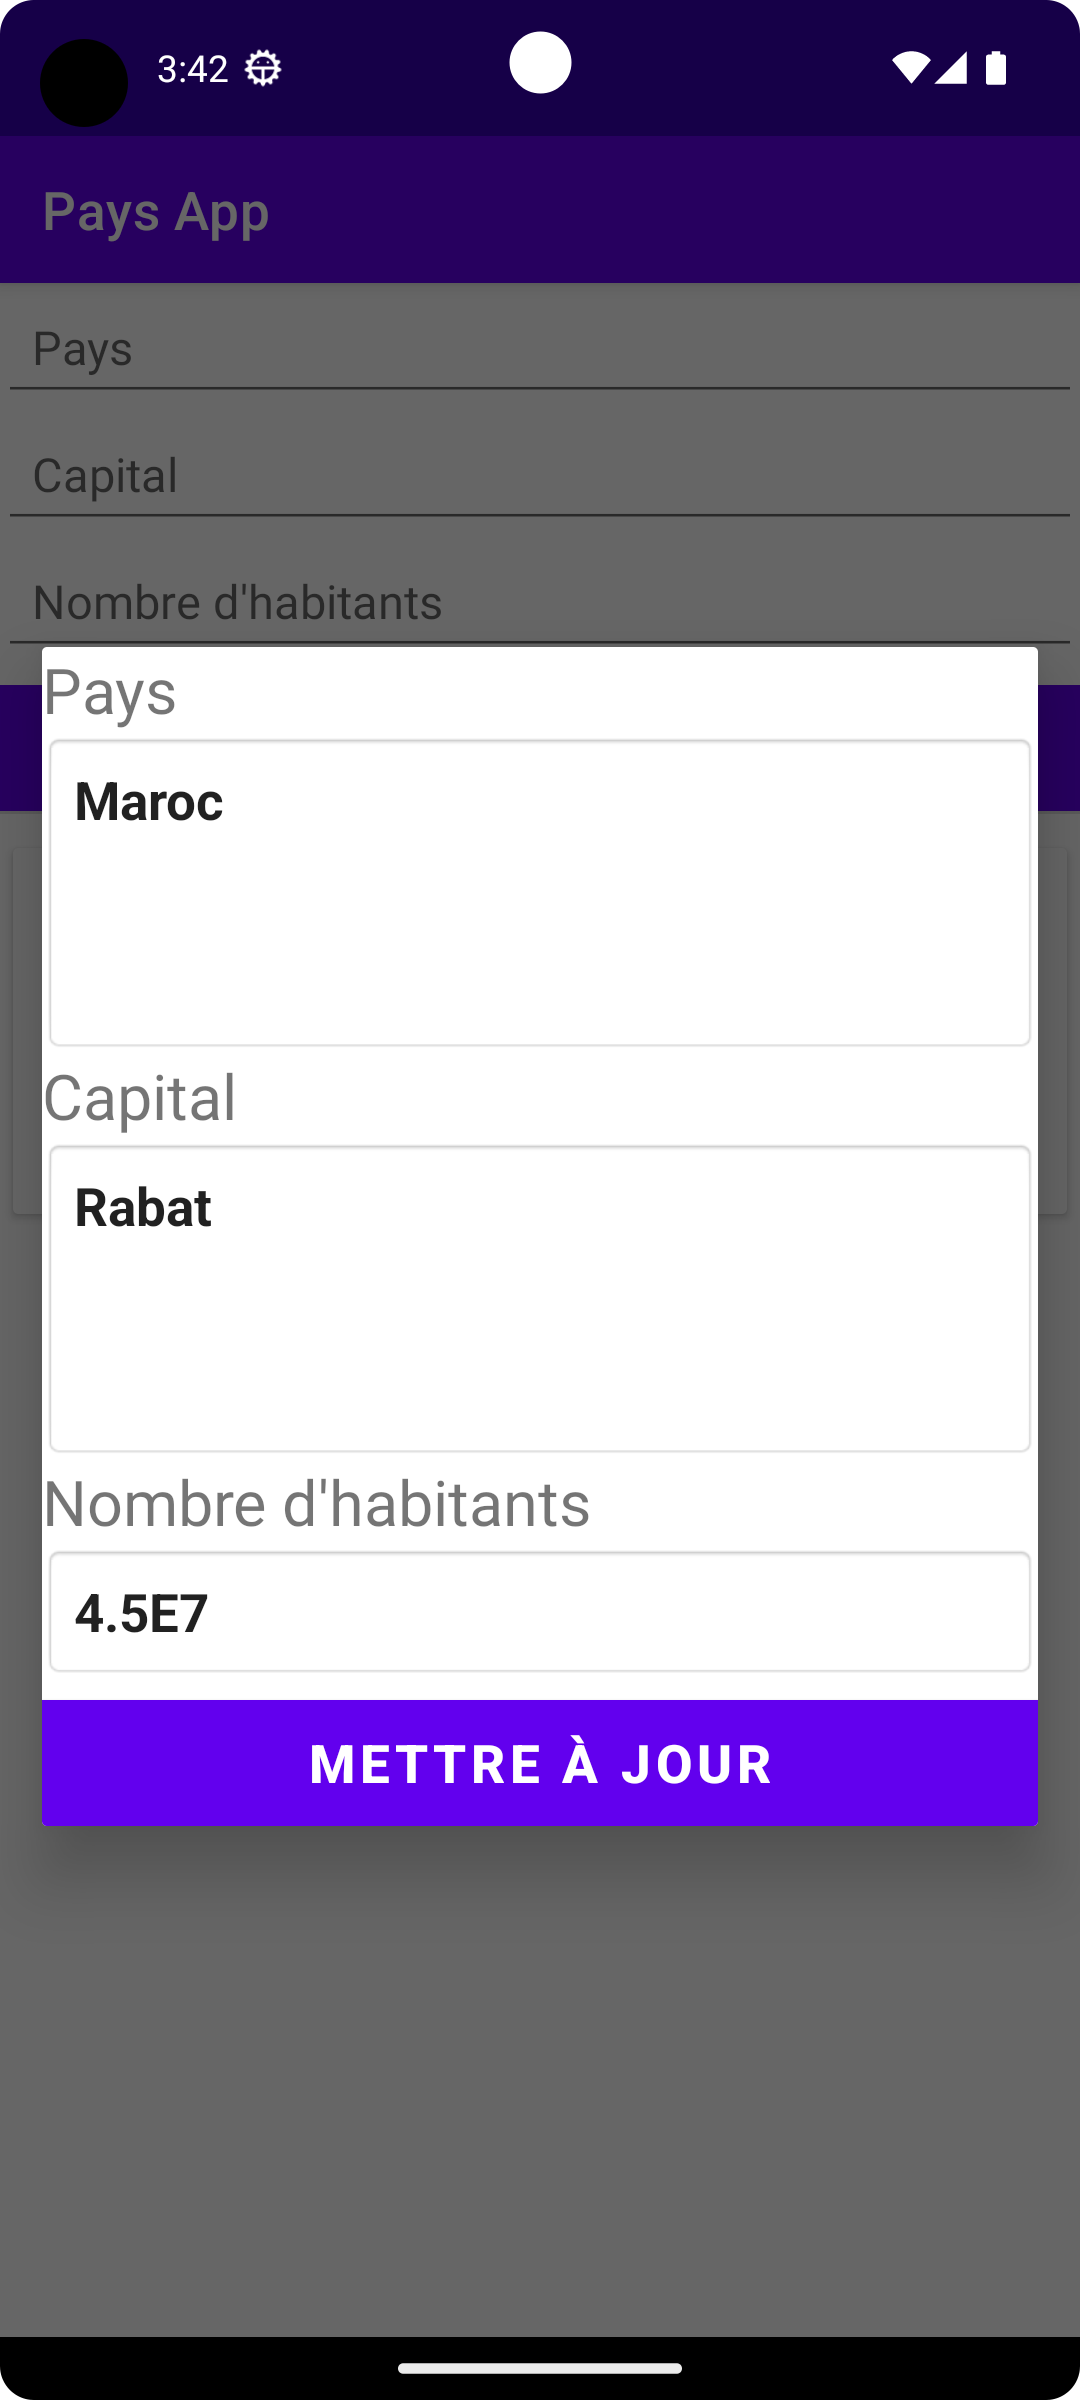 3:42
Pays App
Pays
Capital
Nombre d'habitants
Pays
Maroc
Capital
Rabat
Nombre d'habitants
4.5E7
METTRE À JOUR